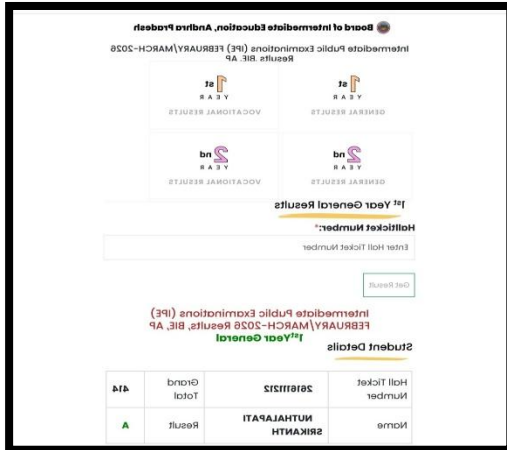 Board of Intermediate Education, Andhra Pradesh
Intermediate Public Examinations (IPE) FEBRUARY/MARCH-2026
Results, BIE, AP
1st YEAR GENERAL RESULTS
1st YEAR VOCATIONAL RESULTS
2nd YEAR GENERAL RESULTS
2nd YEAR VOCATIONAL RESULTS
1st Year General Results
Hallticket Number:*
Enter Hall Ticket Number
Get Result
Intermediate Public Examinations (IPE)
FEBRUARY/MARCH-2026 Results, BIE, AP
1stYear General
Student Details
Hall Ticket Number 2616111212 Grand Total 414
Name NUTHALAPATI SRIKANTH Result A